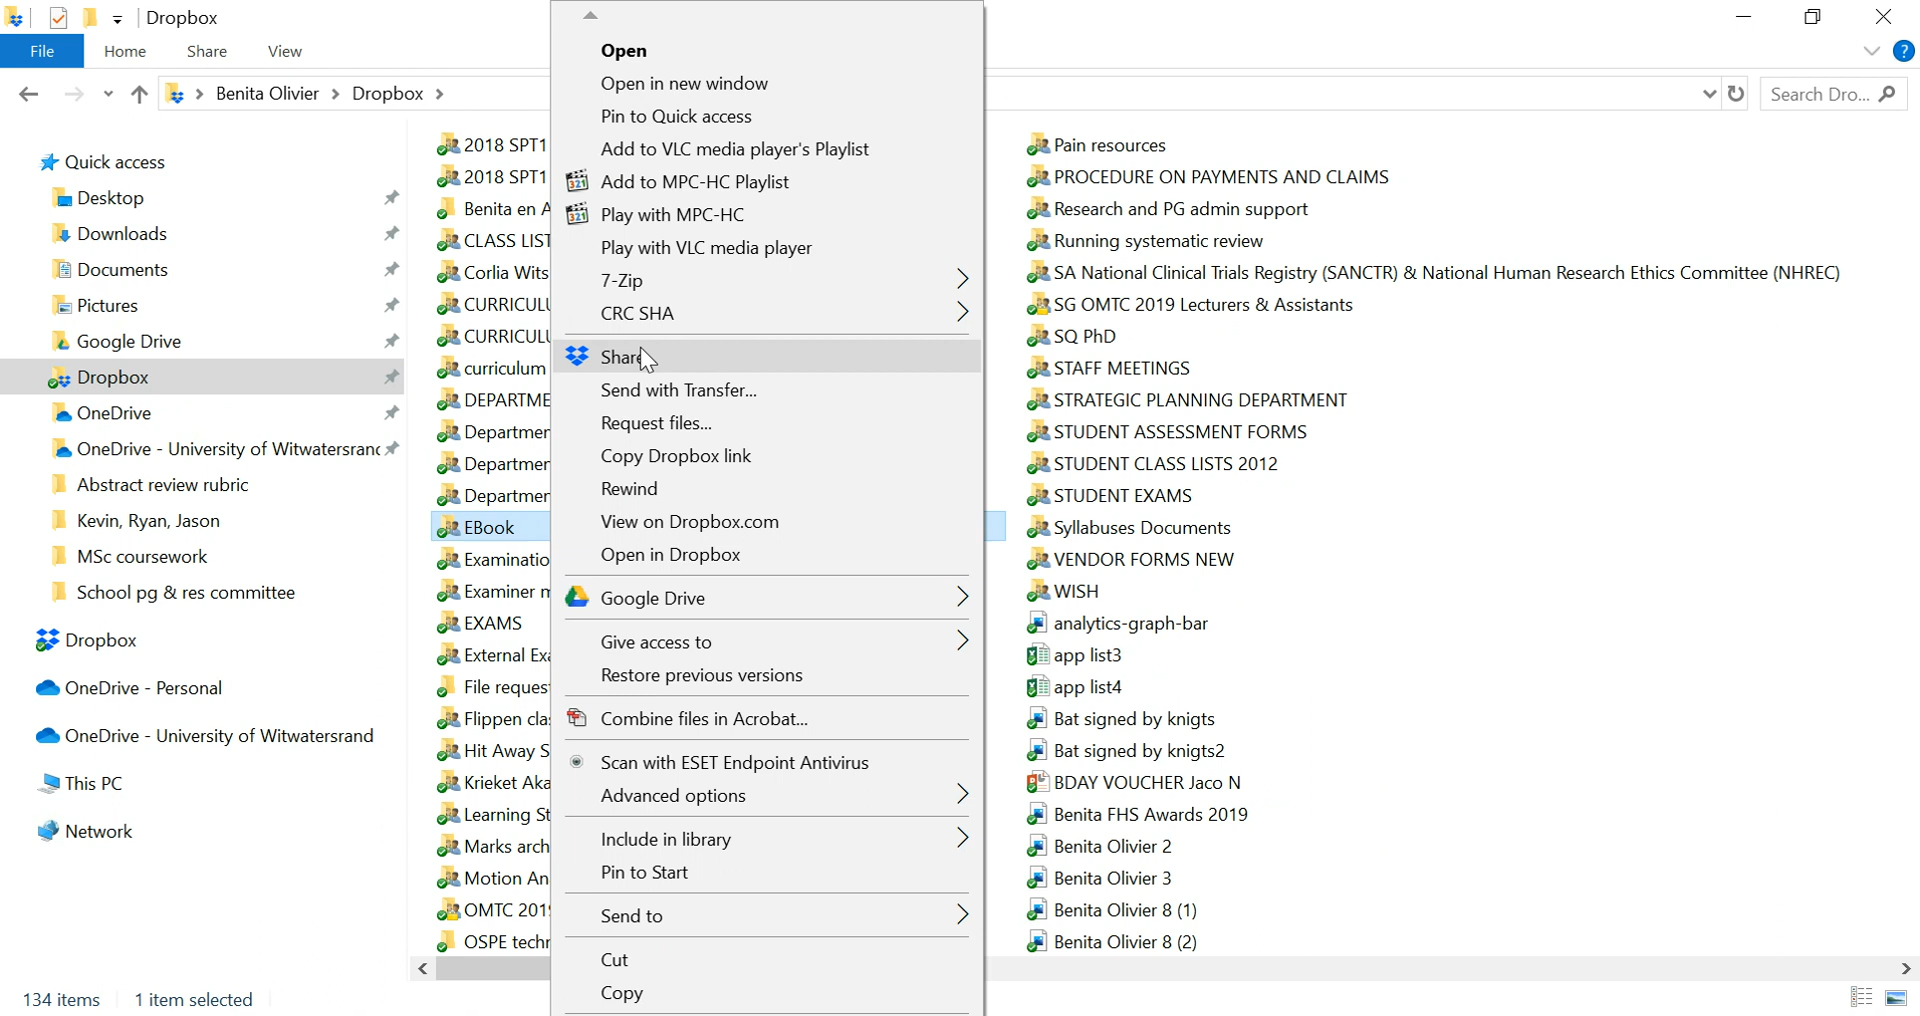 Dropbox
File Home Share View
Benita Olivier Dropbox
Search Dro...
Quick access
Desktop
Downloads
Documents
Pictures
Google Drive
Dropbox
OneDrive
OneDrive - University of Witwatersranc
Abstract review rubric
Kevin, Ryan, Jason
MSc coursework
School pg & res committee
Dropbox
OneDrive - Personal
OneDrive - University of Witwatersrand
This PC
Network
2018 SPT1
2018 SPT1
Benita en A
CLASS LIST
Corlia Wits
CURRICULU
CURRICULU
curriculum
DEPARTME
Departmen
Departmen
Departmen
EBook
Examinatio
Examiner m
EXAMS
External Exa
File request
Flippen clas
Hit Away S
Krieket Aka
Learning St
Marks arch
Motion An
OMTC 2019
OSPE techn
Open
Open in new window
Pin to Quick access
Add to VLC media player's Playlist
321 Add to MPC-HC Playlist
321 Play with MPC-HC
Play with VLC media player
7-Zip
CRC SHA
Share
Send with Transfer...
Request files...
Copy Dropbox link
Rewind
View on Dropbox.com
Open in Dropbox
Google Drive
Give access to
Restore previous versions
Combine files in Acrobat...
Scan with ESET Endpoint Antivirus
Advanced options
Include in library
Pin to Start
Send to
Cut
Copy
Pain resources
PROCEDURE ON PAYMENTS AND CLAIMS
Research and PG admin support
Running systematic review
SA National Clinical Trials Registry (SANCTR) & National Human Research Ethics Committee (NHREC)
SG OMTC 2019 Lecturers & Assistants
SQ PhD
STAFF MEETINGS
STRATEGIC PLANNING DEPARTMENT
STUDENT ASSESSMENT FORMS
STUDENT CLASS LISTS 2012
STUDENT EXAMS
Syllabuses Documents
VENDOR FORMS NEW
WISH
analytics-graph-bar
app list3
app list4
Bat signed by knigts
Bat signed by knigts2
BDAY VOUCHER Jaco N
Benita FHS Awards 2019
Benita Olivier 2
Benita Olivier 3
Benita Olivier 8 (1)
Benita Olivier 8 (2)
134 items 1 item selected